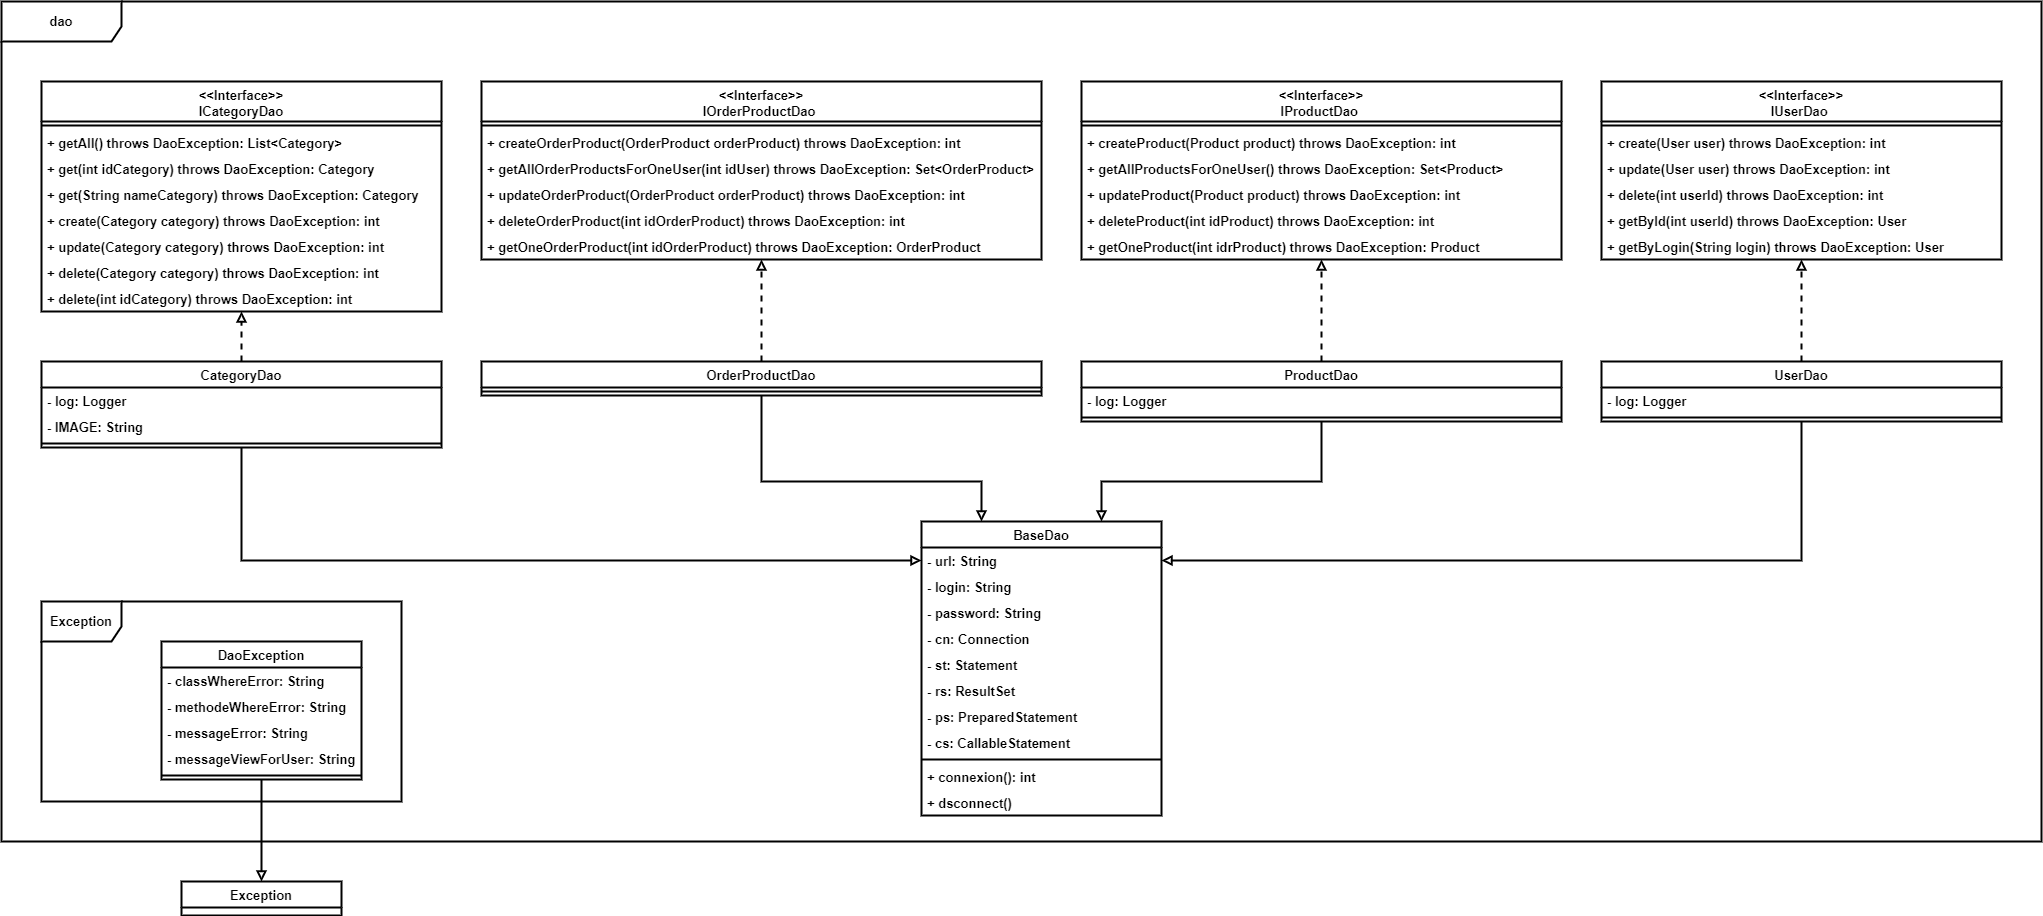 dao
<<Interface>>
ICategoryDao
+ getAll() throws DaoException: List<Category>
+ get(int idCategory) throws DaoException: Category
+ get(String nameCategory) throws DaoException: Category
+ create(Category category) throws DaoException: int
+ update(Category category) throws DaoException: int
+ delete(Category category) throws DaoException: int
+ delete(int idCategory) throws DaoException: int
<<Interface>>
IOrderProductDao
+ createOrderProduct(OrderProduct orderProduct) throws DaoException: int
+ getAllOrderProductsForOneUser(int idUser) throws DaoException: Set<OrderProduct>
+ updateOrderProduct(OrderProduct orderProduct) throws DaoException: int
+ deleteOrderProduct(int idOrderProduct) throws DaoException: int
+ getOneOrderProduct(int idOrderProduct) throws DaoException: OrderProduct
<<Interface>>
IProductDao
+ createProduct(Product product) throws DaoException: int
+ getAllProductsForOneUser() throws DaoException: Set<Product>
+ updateProduct(Product product) throws DaoException: int
+ deleteProduct(int idProduct) throws DaoException: int
+ getOneProduct(int idrProduct) throws DaoException: Product
<<Interface>>
IUserDao
+ create(User user) throws DaoException: int
+ update(User user) throws DaoException: int
+ delete(int userId) throws DaoException: int
+ getById(int userId) throws DaoException: User
+ getByLogin(String login) throws DaoException: User
CategoryDao
- log: Logger
- IMAGE: String
OrderProductDao
ProductDao
- log: Logger
UserDao
- log: Logger
BaseDao
- url: String
- login: String
- password: String
- cn: Connection
- st: Statement
- rs: ResultSet
- ps: PreparedStatement
- cs: CallableStatement
+ connexion(): int
+ dsconnect()
Exception
DaoException
- classWhereError: String
- methodeWhereError: String
- messageError: String
- messageViewForUser: String
Exception